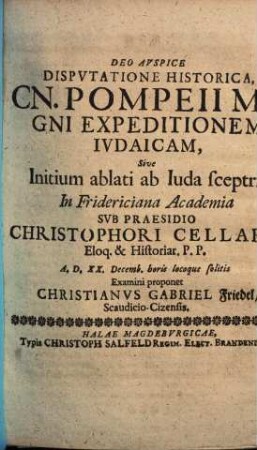 DEO AVSPICE
DISPVTATIONE HISTORICA,
CN. POMPEII M
GNI EXPEDITIONEM
IVDAICAM,
Sive
Initium ablati ab Iuda sceptr
In Fridericiana Academia
SVB PRAESIDIO
CHRISTOPHORI CELLAR
Eloq. & Historiar. P. P.
A. D. XX. Decemb. horis locoque solitis
Examini proponet
CHRISTIANVS GABRIEL Friedel,
Scaudicio-Cizensis.
HALAE MAGDEBVRGICAE,
Typis CHRISTOPH SALFELD REGIM. ELECT. BRANDENB